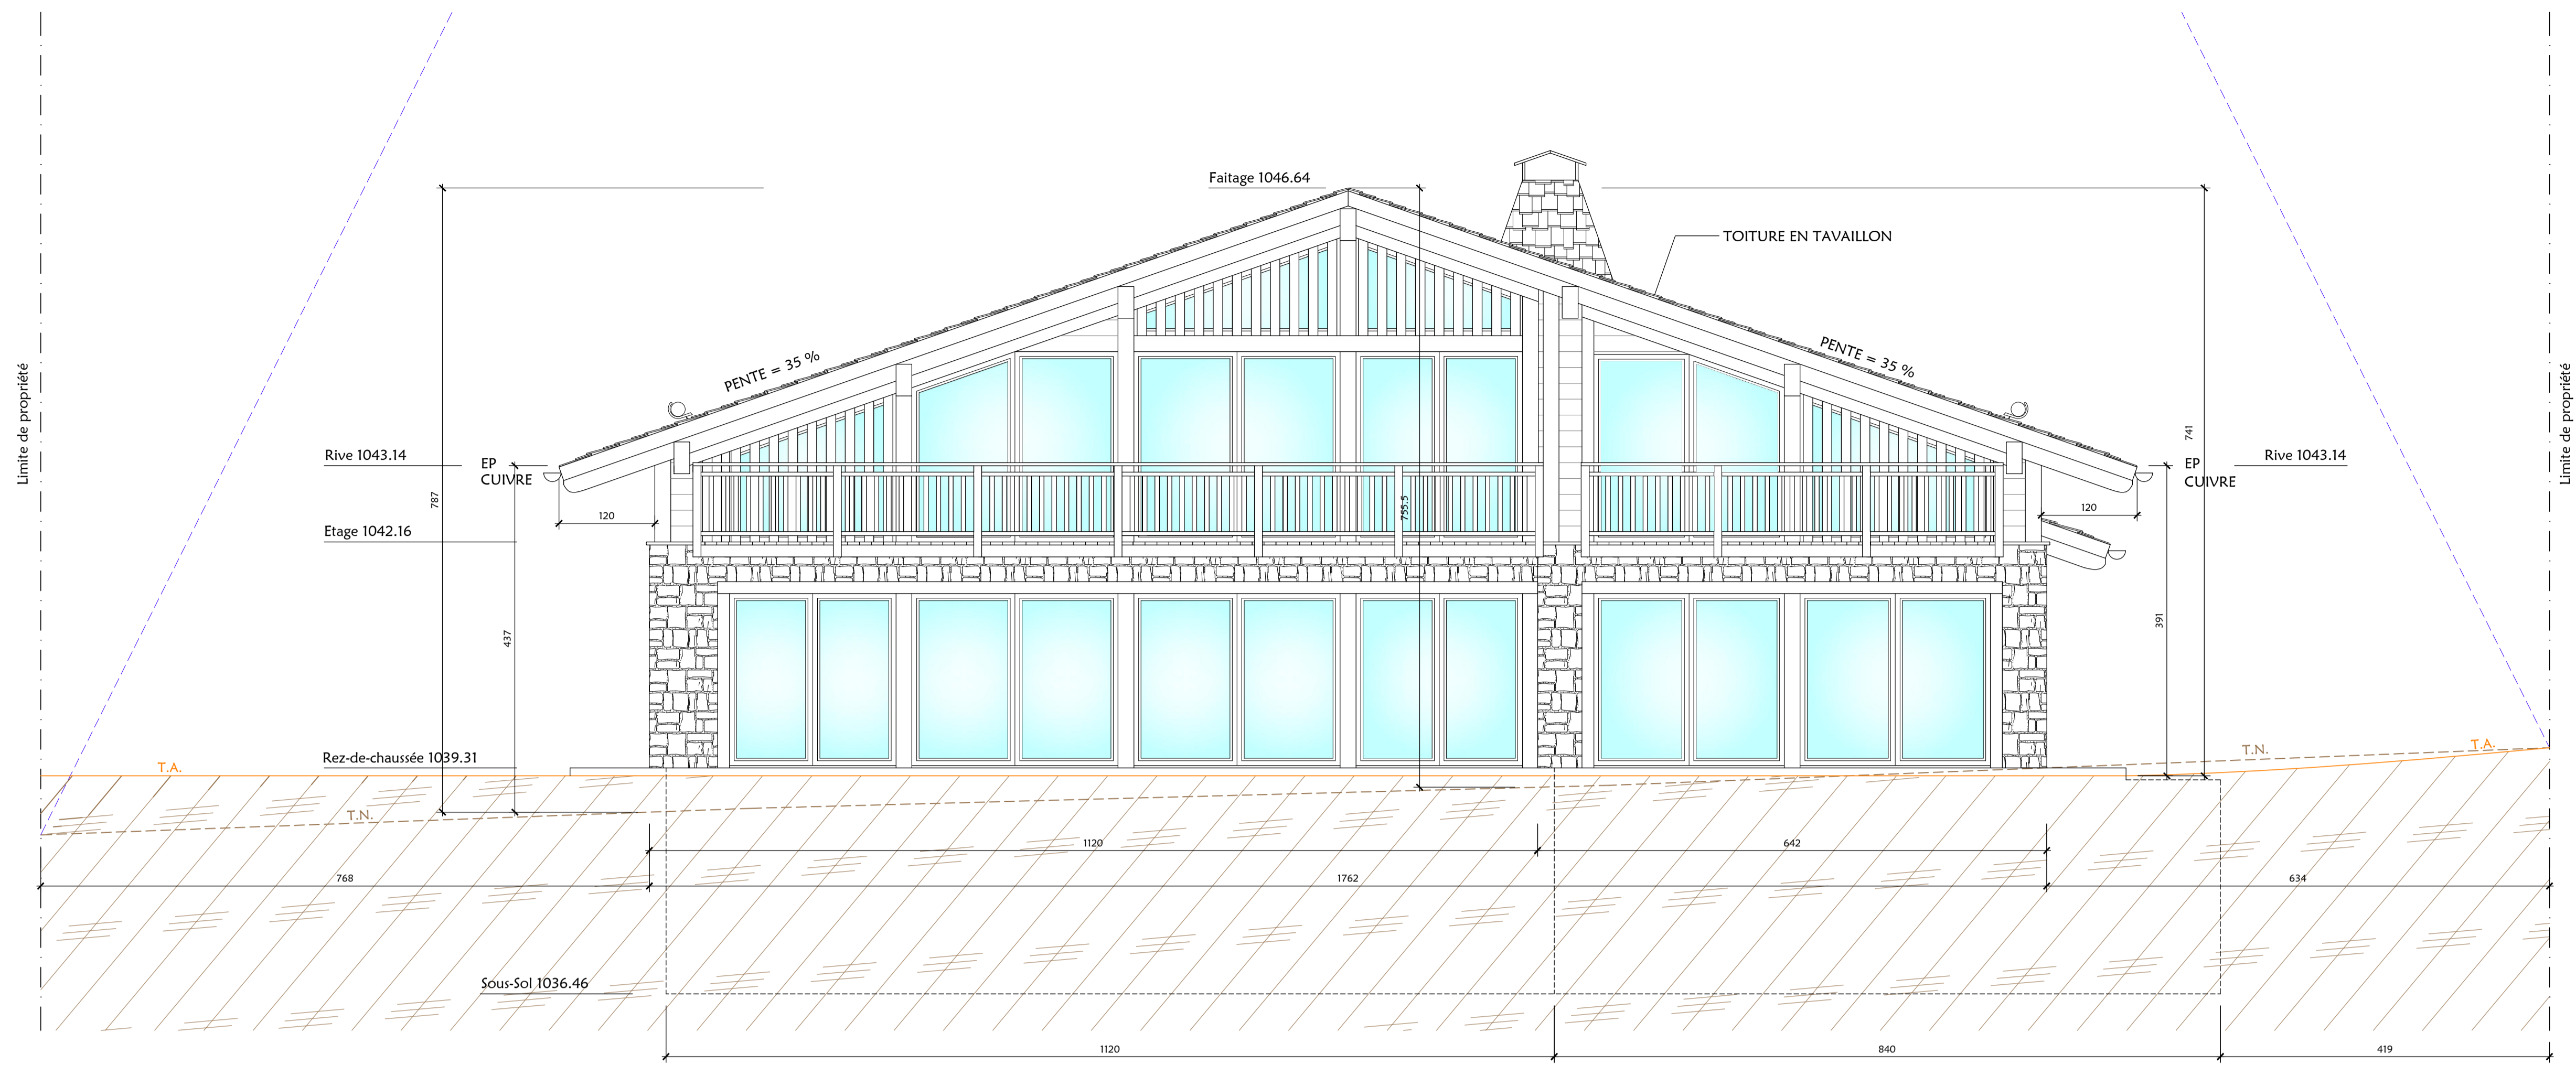 Faitage 1046.64
TOITURE EN TAVAILLON
PENTE = 35 %
PENTE = 35 %
Limite de propriété
Limite de propriété
Rive 1043.14
EP
CUIVRE
787
120
755.5
741
EP
CUIVRE
Rive 1043.14
120
Etage 1042.16
437
391
Rez-de-chaussée 1039.31
T.A.
T.N.
T.N.
T.A.
1120
642
768
1762
634
Sous-Sol 1036.46
1120
840
419